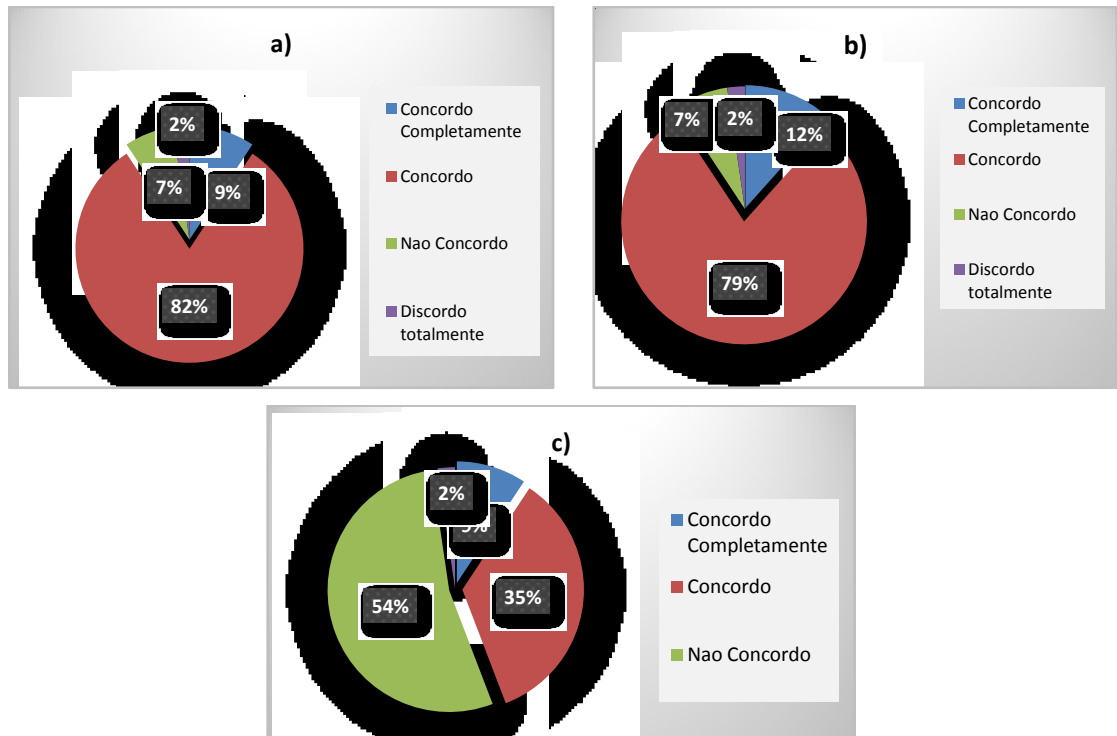 a)
2%
7%
9%
82%
Concordo
Completamente
Concordo
Nao Concordo
Discordo
totalmente
b)
7%
2%
12%
79%
Concordo
Completamente
Concordo
Nao Concordo
Discordo
totalmente
c)
2%
9%
54%
35%
Concordo
Completamente
Concordo
Nao Concordo